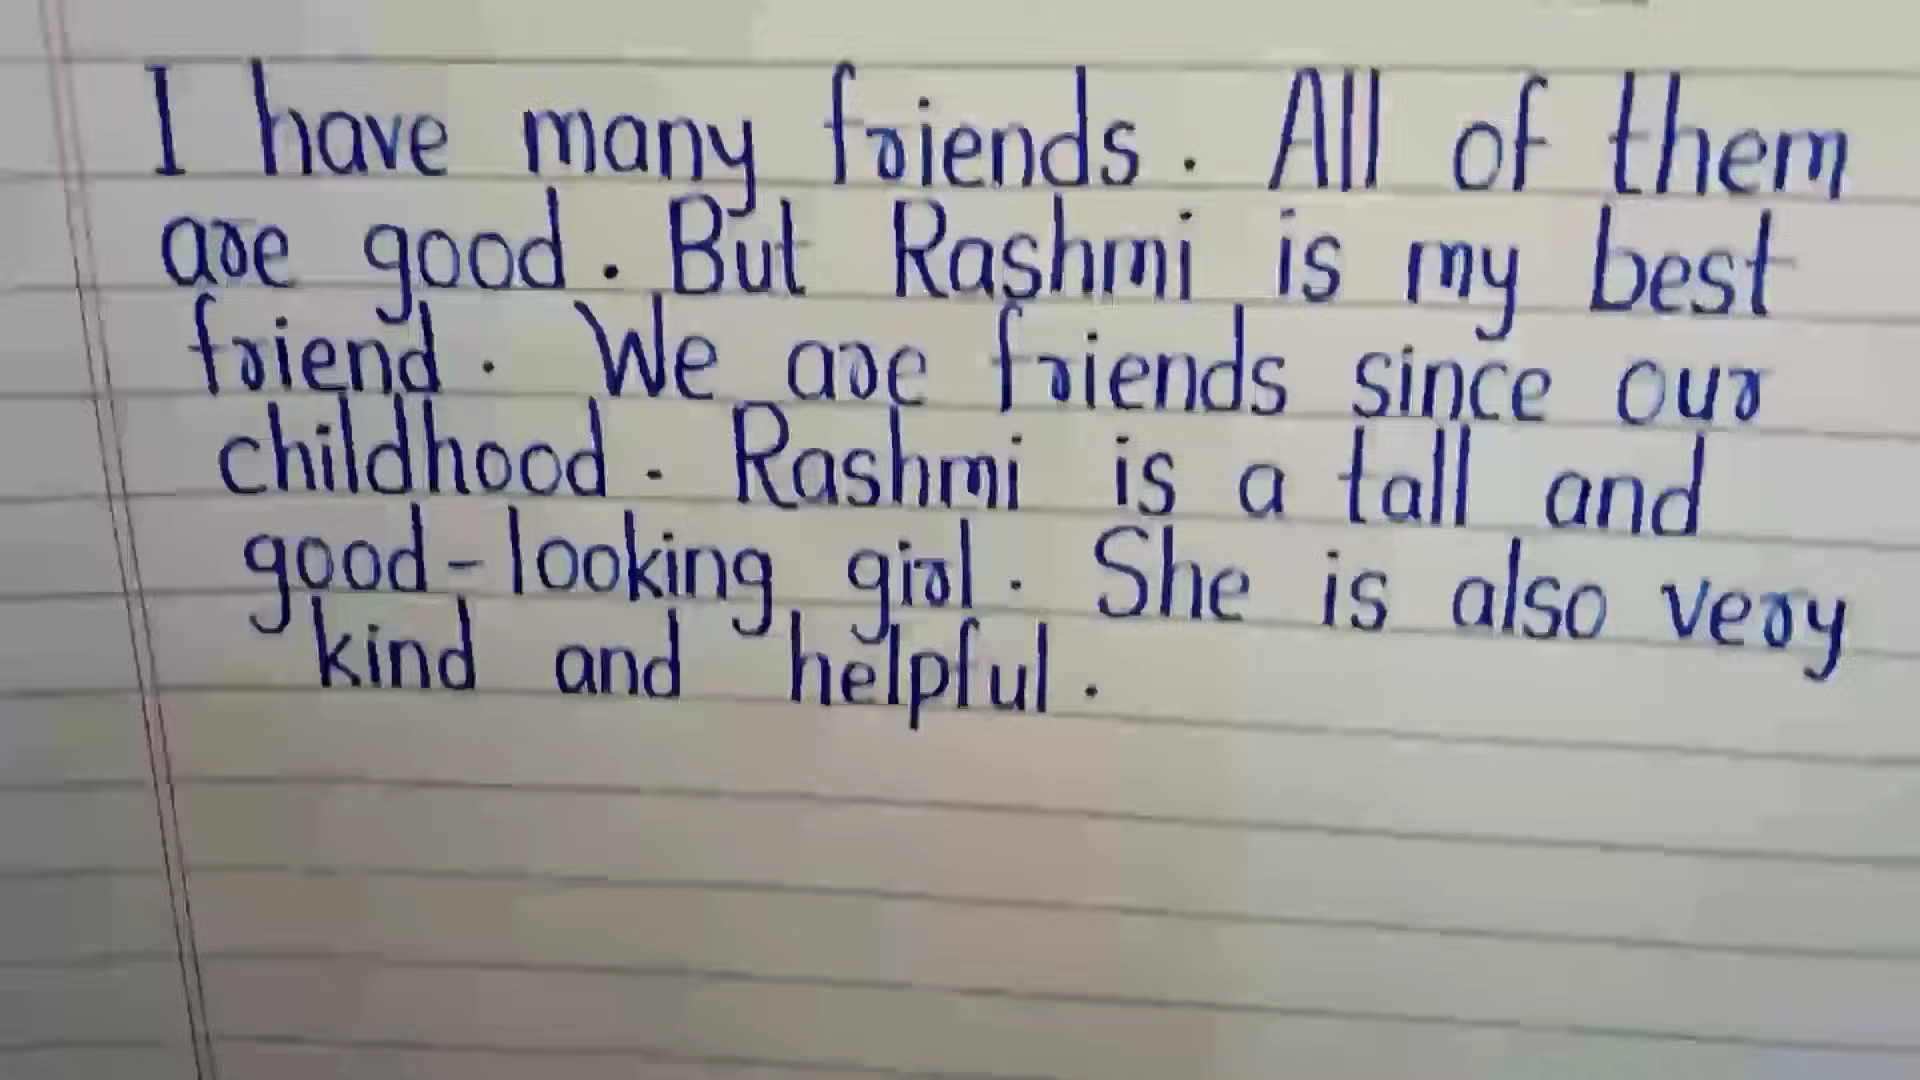 I have many friends. All of them
are good. But Rashmi is my best
friend. We are friends since our
childhood. Rashmi is a tall and
good-looking girl. She is also very
kind and helpful.